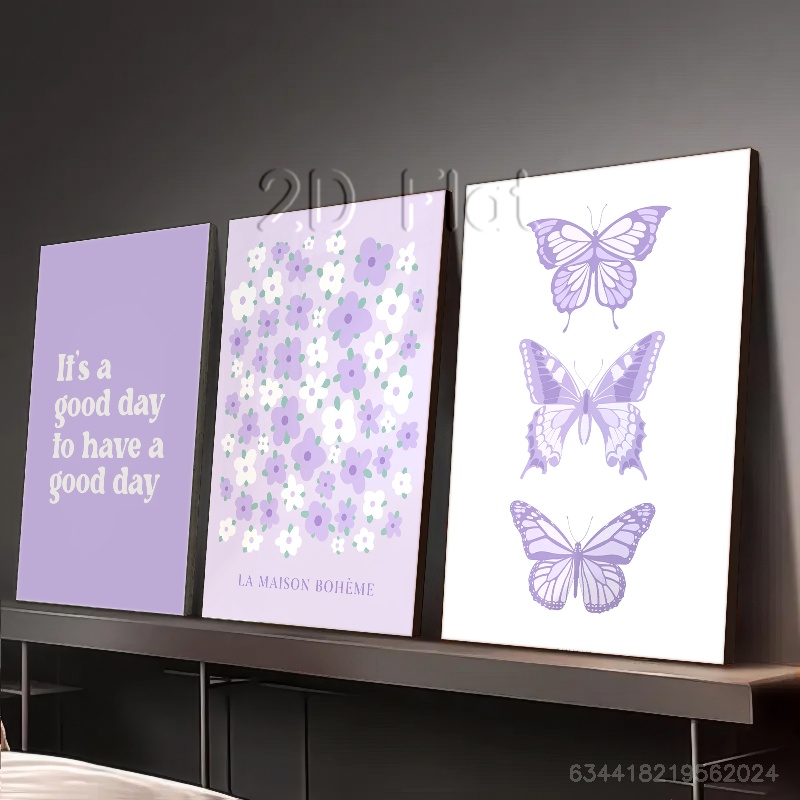 2D Flat
It's a
good day
to have a
good day
LA MAISON BOHÈME
634418219562024